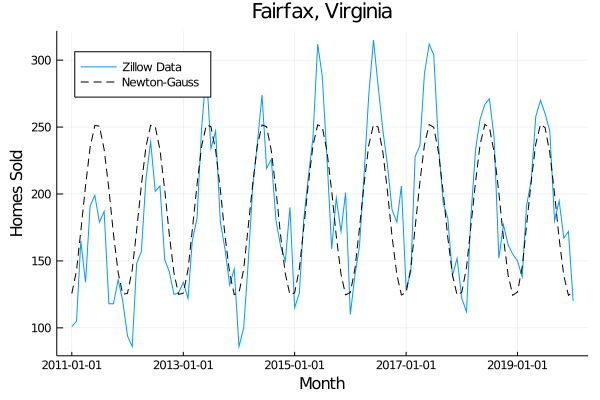 Fairfax, Virginia
300
250
200
150
100
Homes Sold
Zillow Data
Newton-Gauss
2011-01-01
2013-01-01
2015-01-01
2017-01-01
2019-01-01
Month